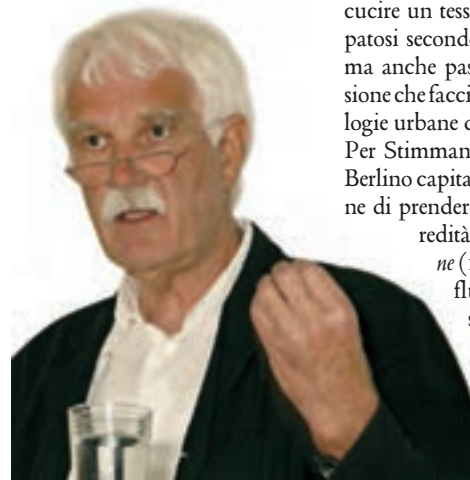 cucire un tess
patosi second
ma anche pas
sione che facci
logie urbane
Per Stimman
Berlino capita
ne di prender
redità
ne (
flu
s